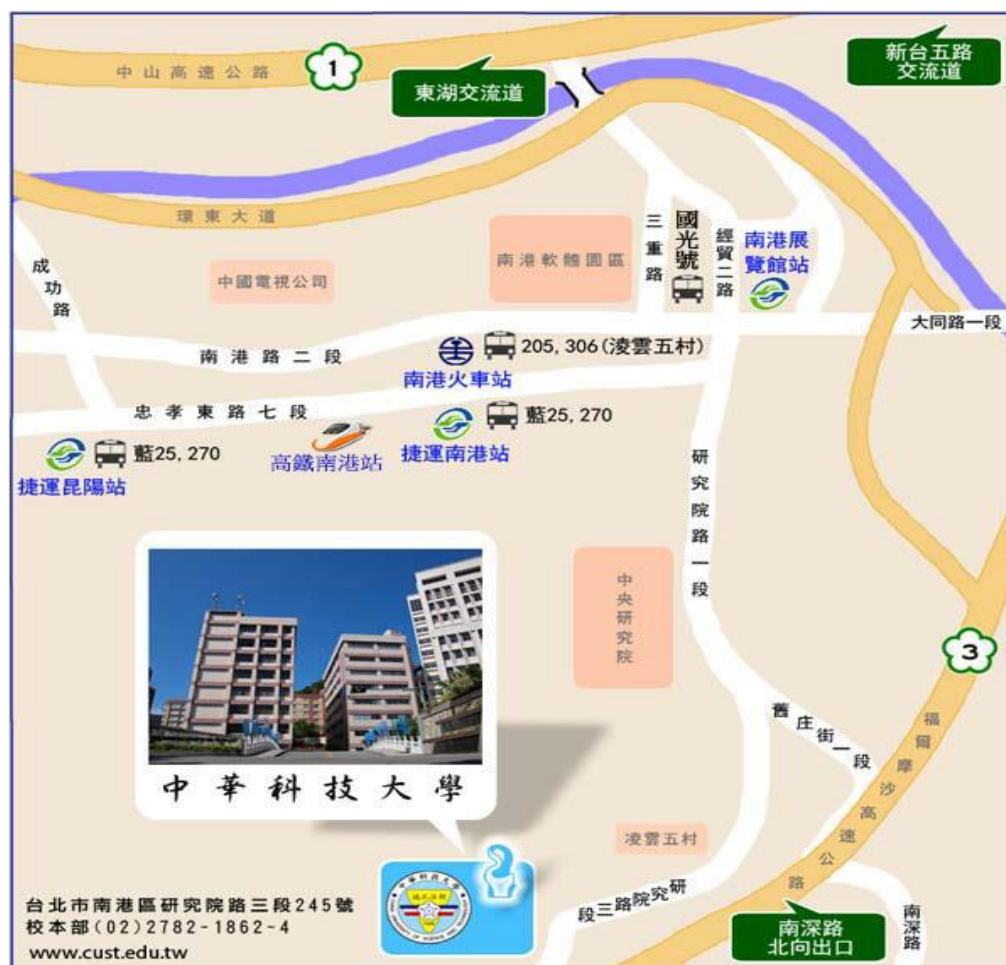 中山高速公路
1
東湖交流道
新台五路
交流道
環東大道
成功路
中國電視公司
南港軟體園區
三重路
國光號
經貿二路
南港展
覽館站
大同路一段
南港路二段
205, 306(淩雲五村)
南港火車站
忠孝東路七段
藍25, 270
捷運昆陽站
高鐵南港站
藍25, 270
捷運南港站
研究院路一段
中央研究院
3
舊庄街一段
福爾摩沙高速公路
中華科技大學
凌雲五村
研究院路三段
中華科技大學
南深路
北向出口
南深路
台北市南港區研究院路三段245號
校本部(02)2782-1862~4
www.cust.edu.tw